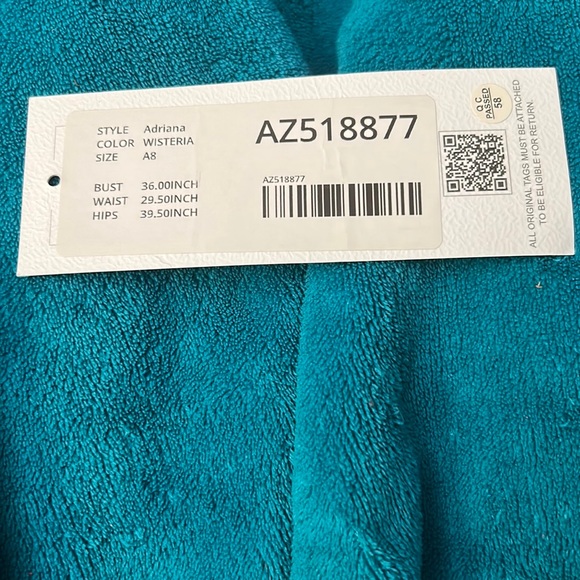 STYLE Adriana
COLOR WISTERIA
SIZE A8
BUST 36.00INCH
WAIST 29.50INCH
HIPS 39.50INCH
AZ518877
AZ518877
Q C
PASSED
58
ALL ORIGINAL TAGS MUST BE ATTACHED
TO BE ELIGIBLE FOR RETURN.